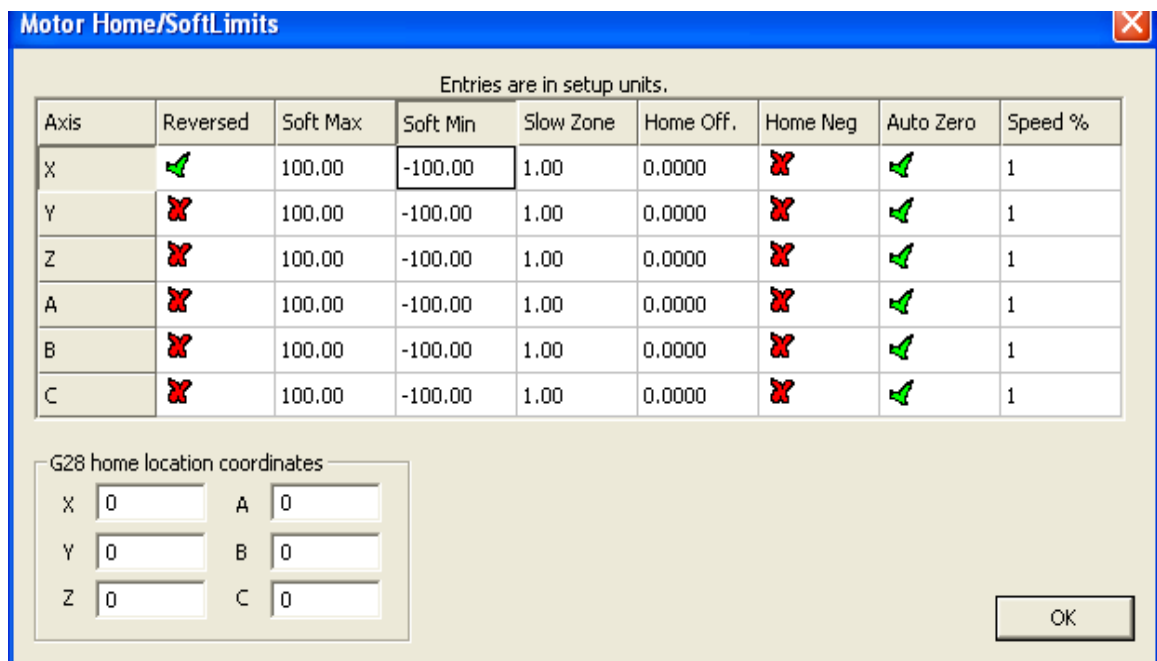 Motor Home/SoftLimits
Entries are in setup units.
Axis Reversed Soft Max Soft Min Slow Zone Home Off. Home Neg Auto Zero Speed %
X 100.00 -100.00 1.00 0.0000 1
Y 100.00 -100.00 1.00 0.0000 1
Z 100.00 -100.00 1.00 0.0000 1
A 100.00 -100.00 1.00 0.0000 1
B 100.00 -100.00 1.00 0.0000 1
C 100.00 -100.00 1.00 0.0000 1
G28 home location coordinates
X 0 A 0
Y 0 B 0
Z 0 C 0
OK